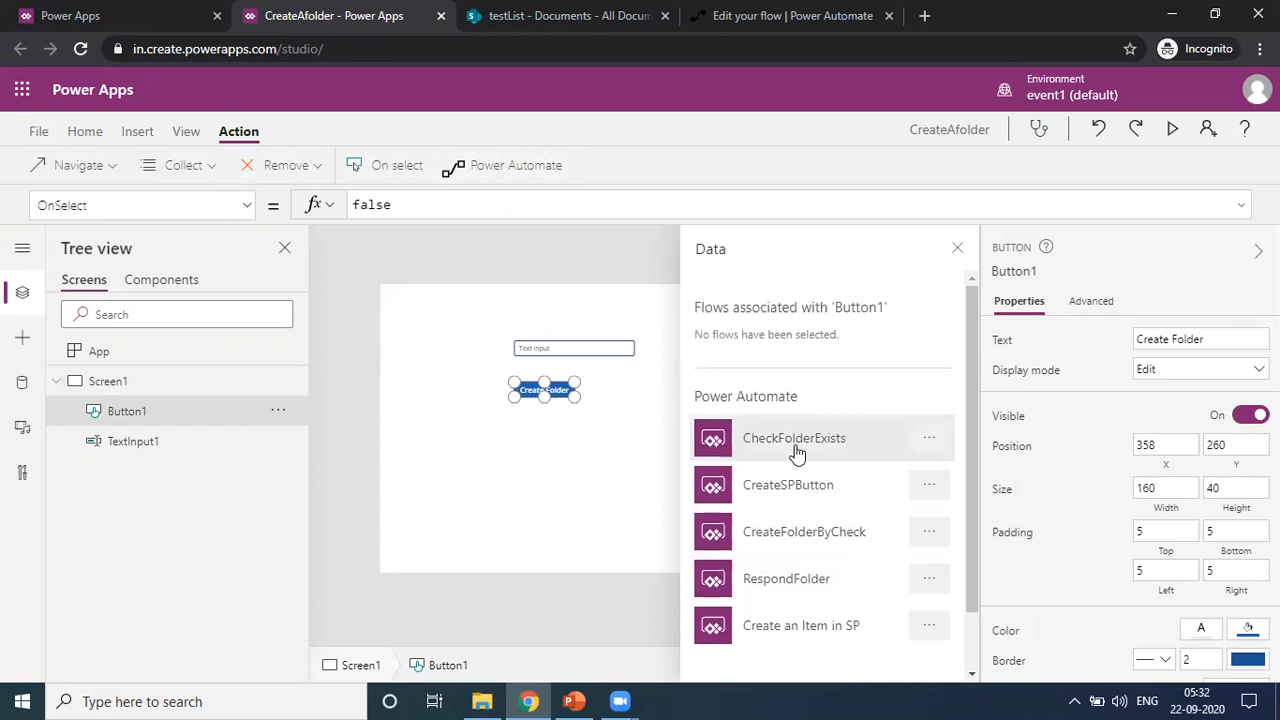 Power Apps
CreateAfolder - Power Apps
testList - Documents - All Docum
Edit your flow | Power Automate
in.create.powerapps.com/studio/
Incognito
Power Apps
Environment
event1 (default)
File
Home
Insert
View
Action
CreateAfolder
Navigate
Collect
Remove
On select
Power Automate
OnSelect
=
fx
false
Tree view
Screens
Components
Search
App
Screen1
Button1
TextInput1
Text input
Create Folder
Screen1
Button1
Data
Flows associated with 'Button1'
No flows have been selected.
Power Automate
CheckFolderExists
CreateSPButton
CreateFolderByCheck
RespondFolder
Create an Item in SP
BUTTON
Button1
Properties
Advanced
Text
Create Folder
Display mode
Edit
Visible
On
Position
358
260
X
Y
Size
160
40
Width
Height
Padding
5
5
Top
Bottom
5
5
Left
Right
Color
A
Border
2
Type here to search
ENG
05:32
22-09-2020